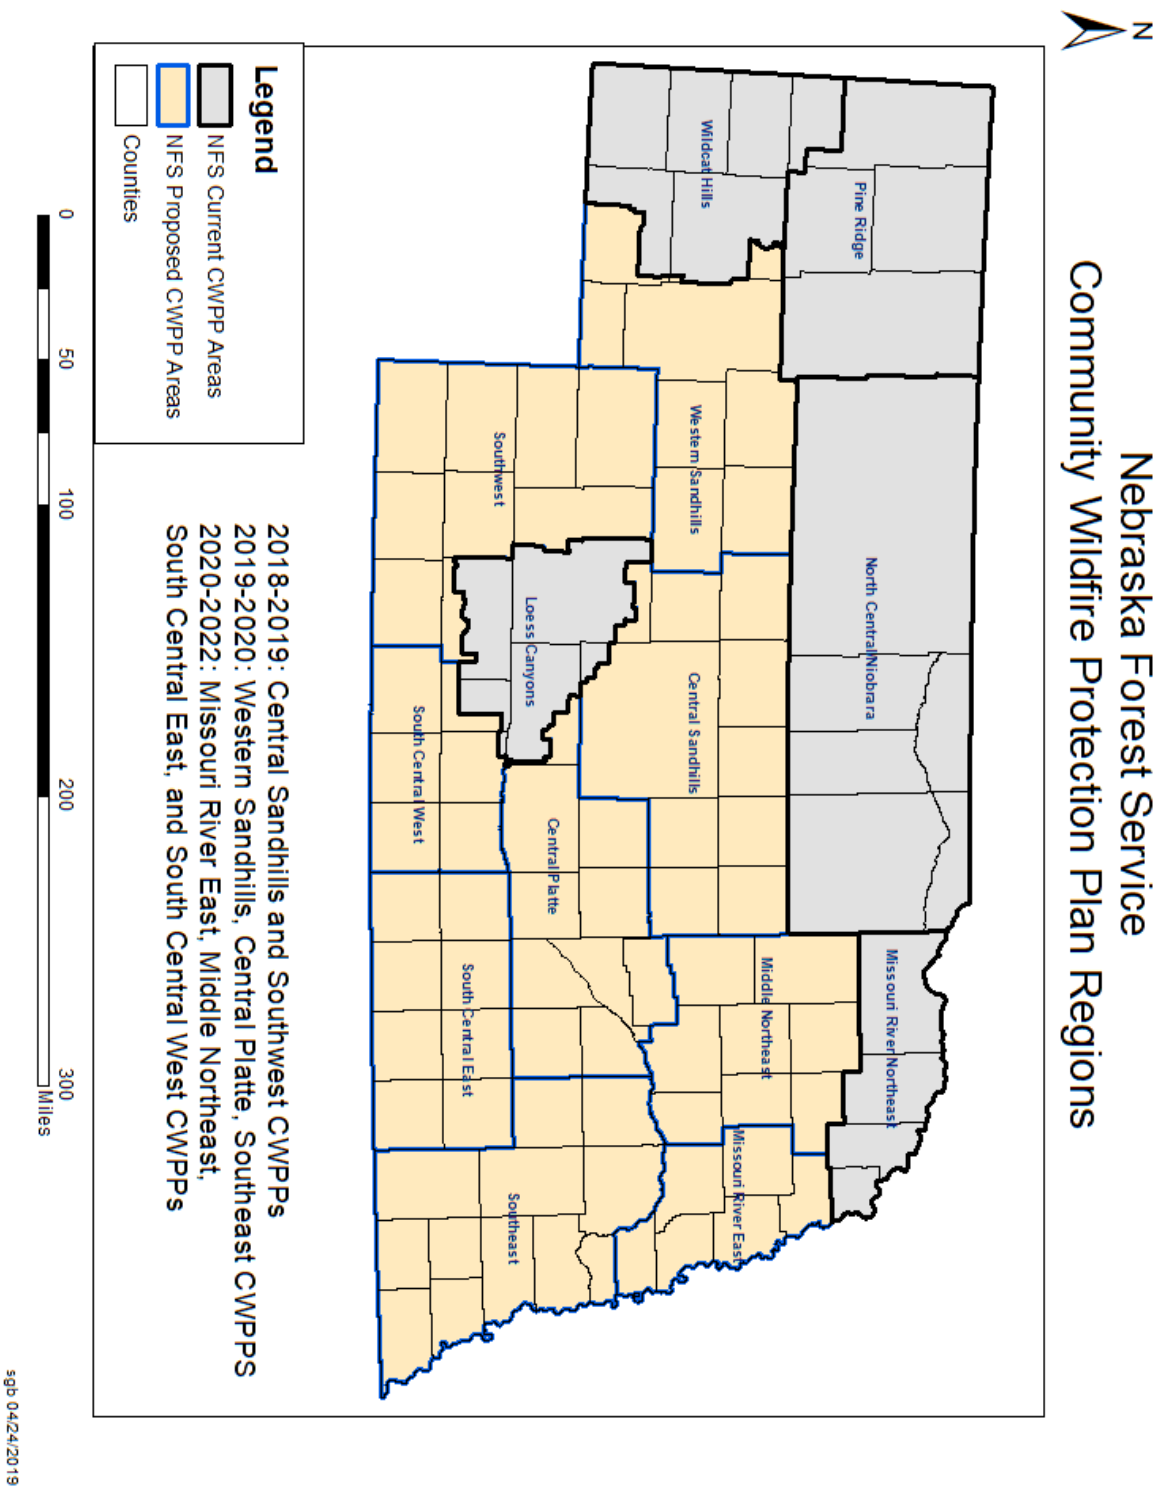 N
Nebraska Forest Service
Community Wildfire Protection Plan Regions
Pine Ridge
Wildcat Hills
North Central Niobrara
Missouri River Northeast
Western Sandhills
Central Sandhills
Middle Northeast
Missouri River East
Southwest
Loess Canyons
Central Platte
South Central West
South Central East
Southeast
Legend
NFS Current CWPP Areas
NFS Proposed CWPP Areas
Counties
2018-2019: Central Sandhills and Southwest CWPPs
2019-2020: Western Sandhills, Central Platte, Southeast CWPPS
2020-2022: Missouri River East, Middle Northeast,
South Central East, and South Central West CWPPs
0 50 100 200 300
Miles
sgb 04/24/2019